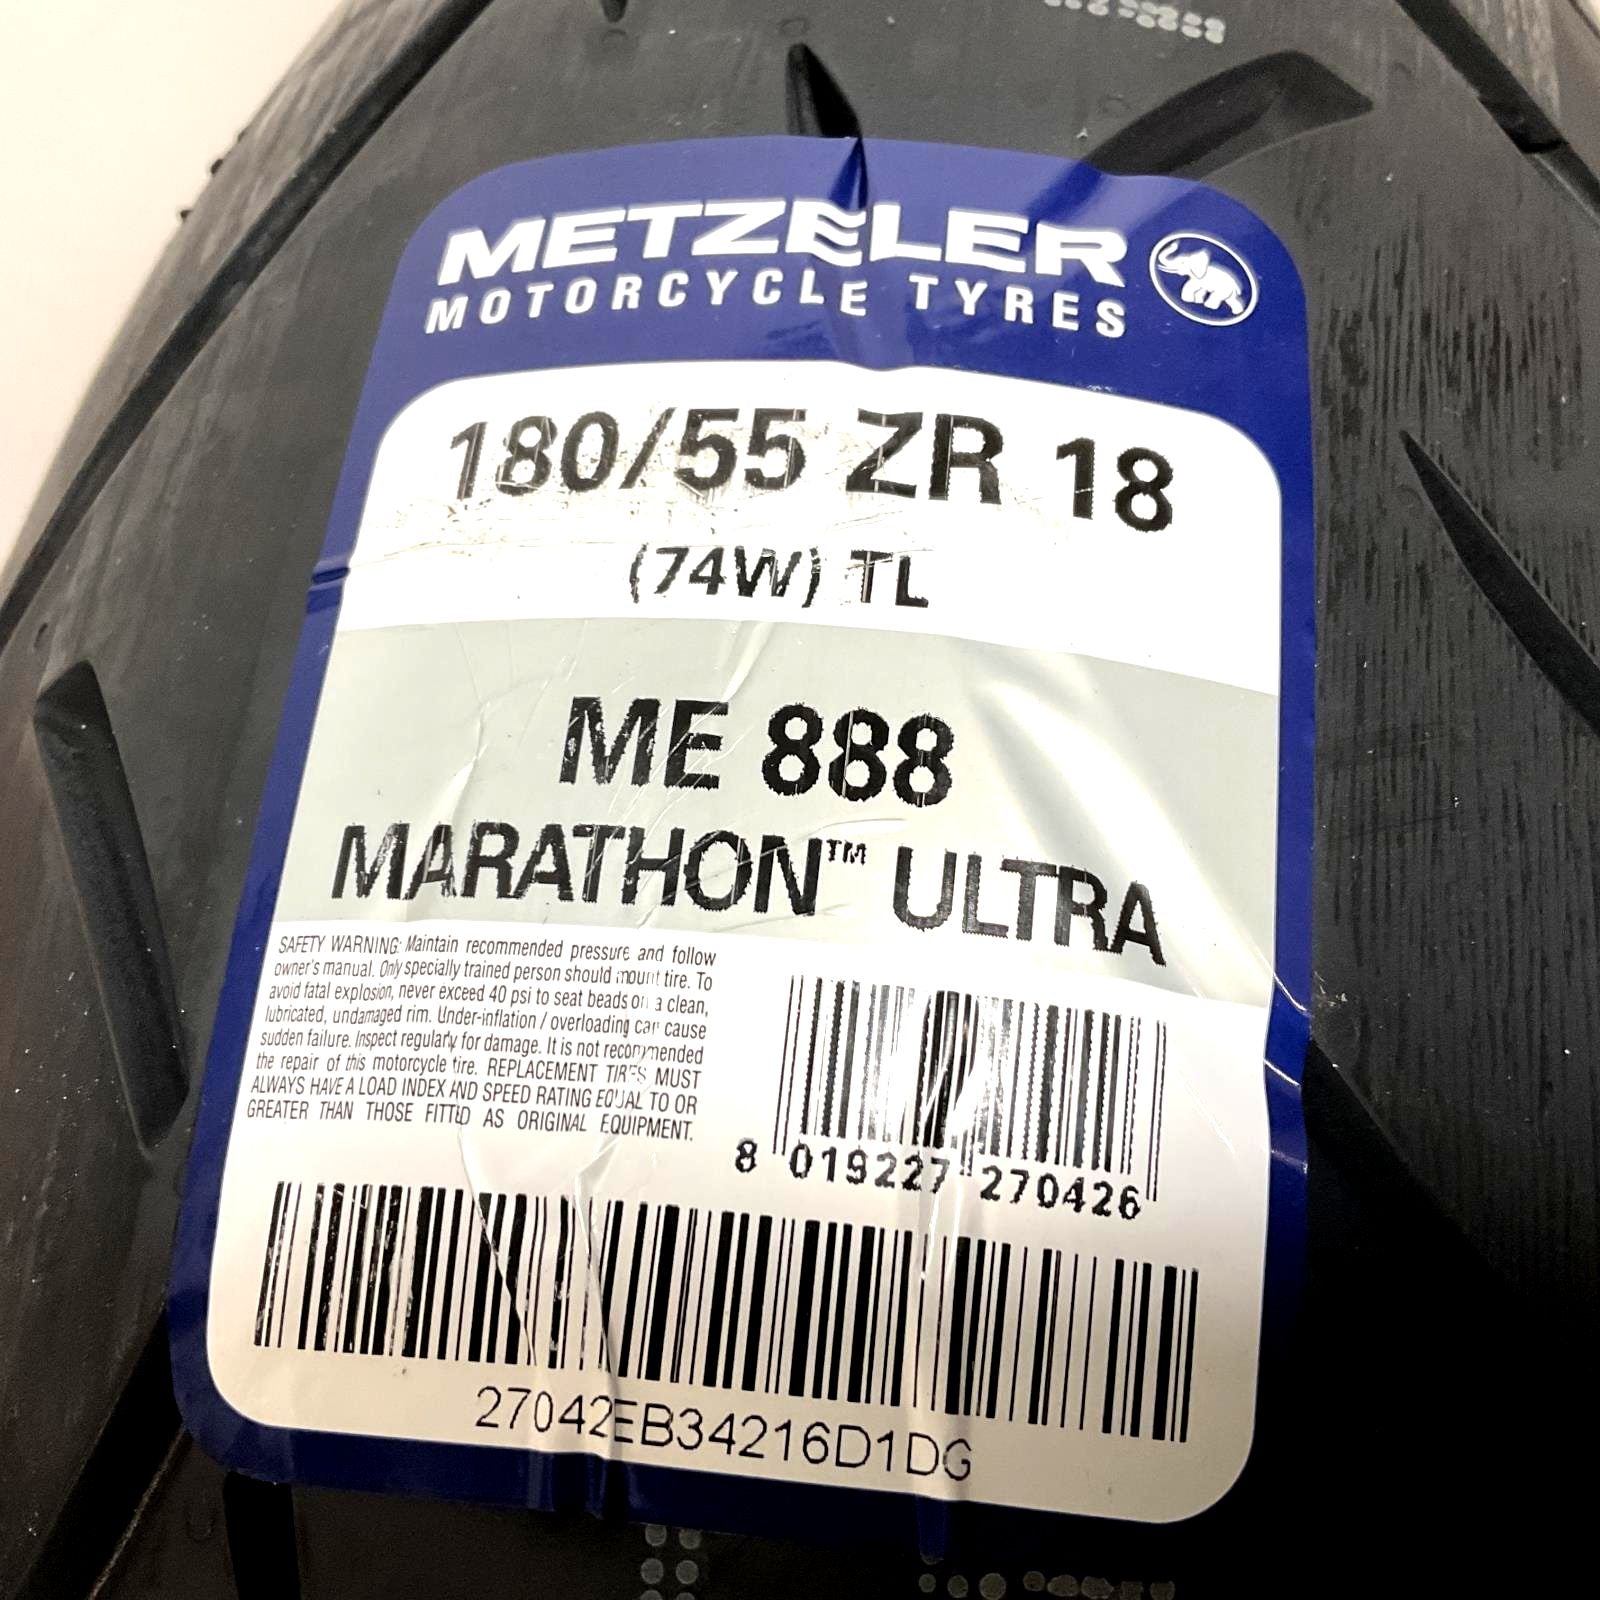 METZELER
MOTORCYCLE TYRES
180/55 ZR 18
(74W) TL
ME 888
MARATHON™ ULTRA
SAFETY WARNING: Maintain recommended pressure and follow
owner's manual. Only specially trained person should mount tire. To
avoid fatal explosion, never exceed 40 psi to seat beads on a clean,
lubricated, undamaged rim. Under-inflation / overloading can cause
sudden failure. Inspect regularly for damage. It is not recommended
the repair of this motorcycle tire. REPLACEMENT TIRES MUST
ALWAYS HAVE A LOAD INDEX AND SPEED RATING EQUAL TO OR
GREATER THAN THOSE FITTED AS ORIGINAL EQUIPMENT.
8 019227 270426
27042EB34216D1DG